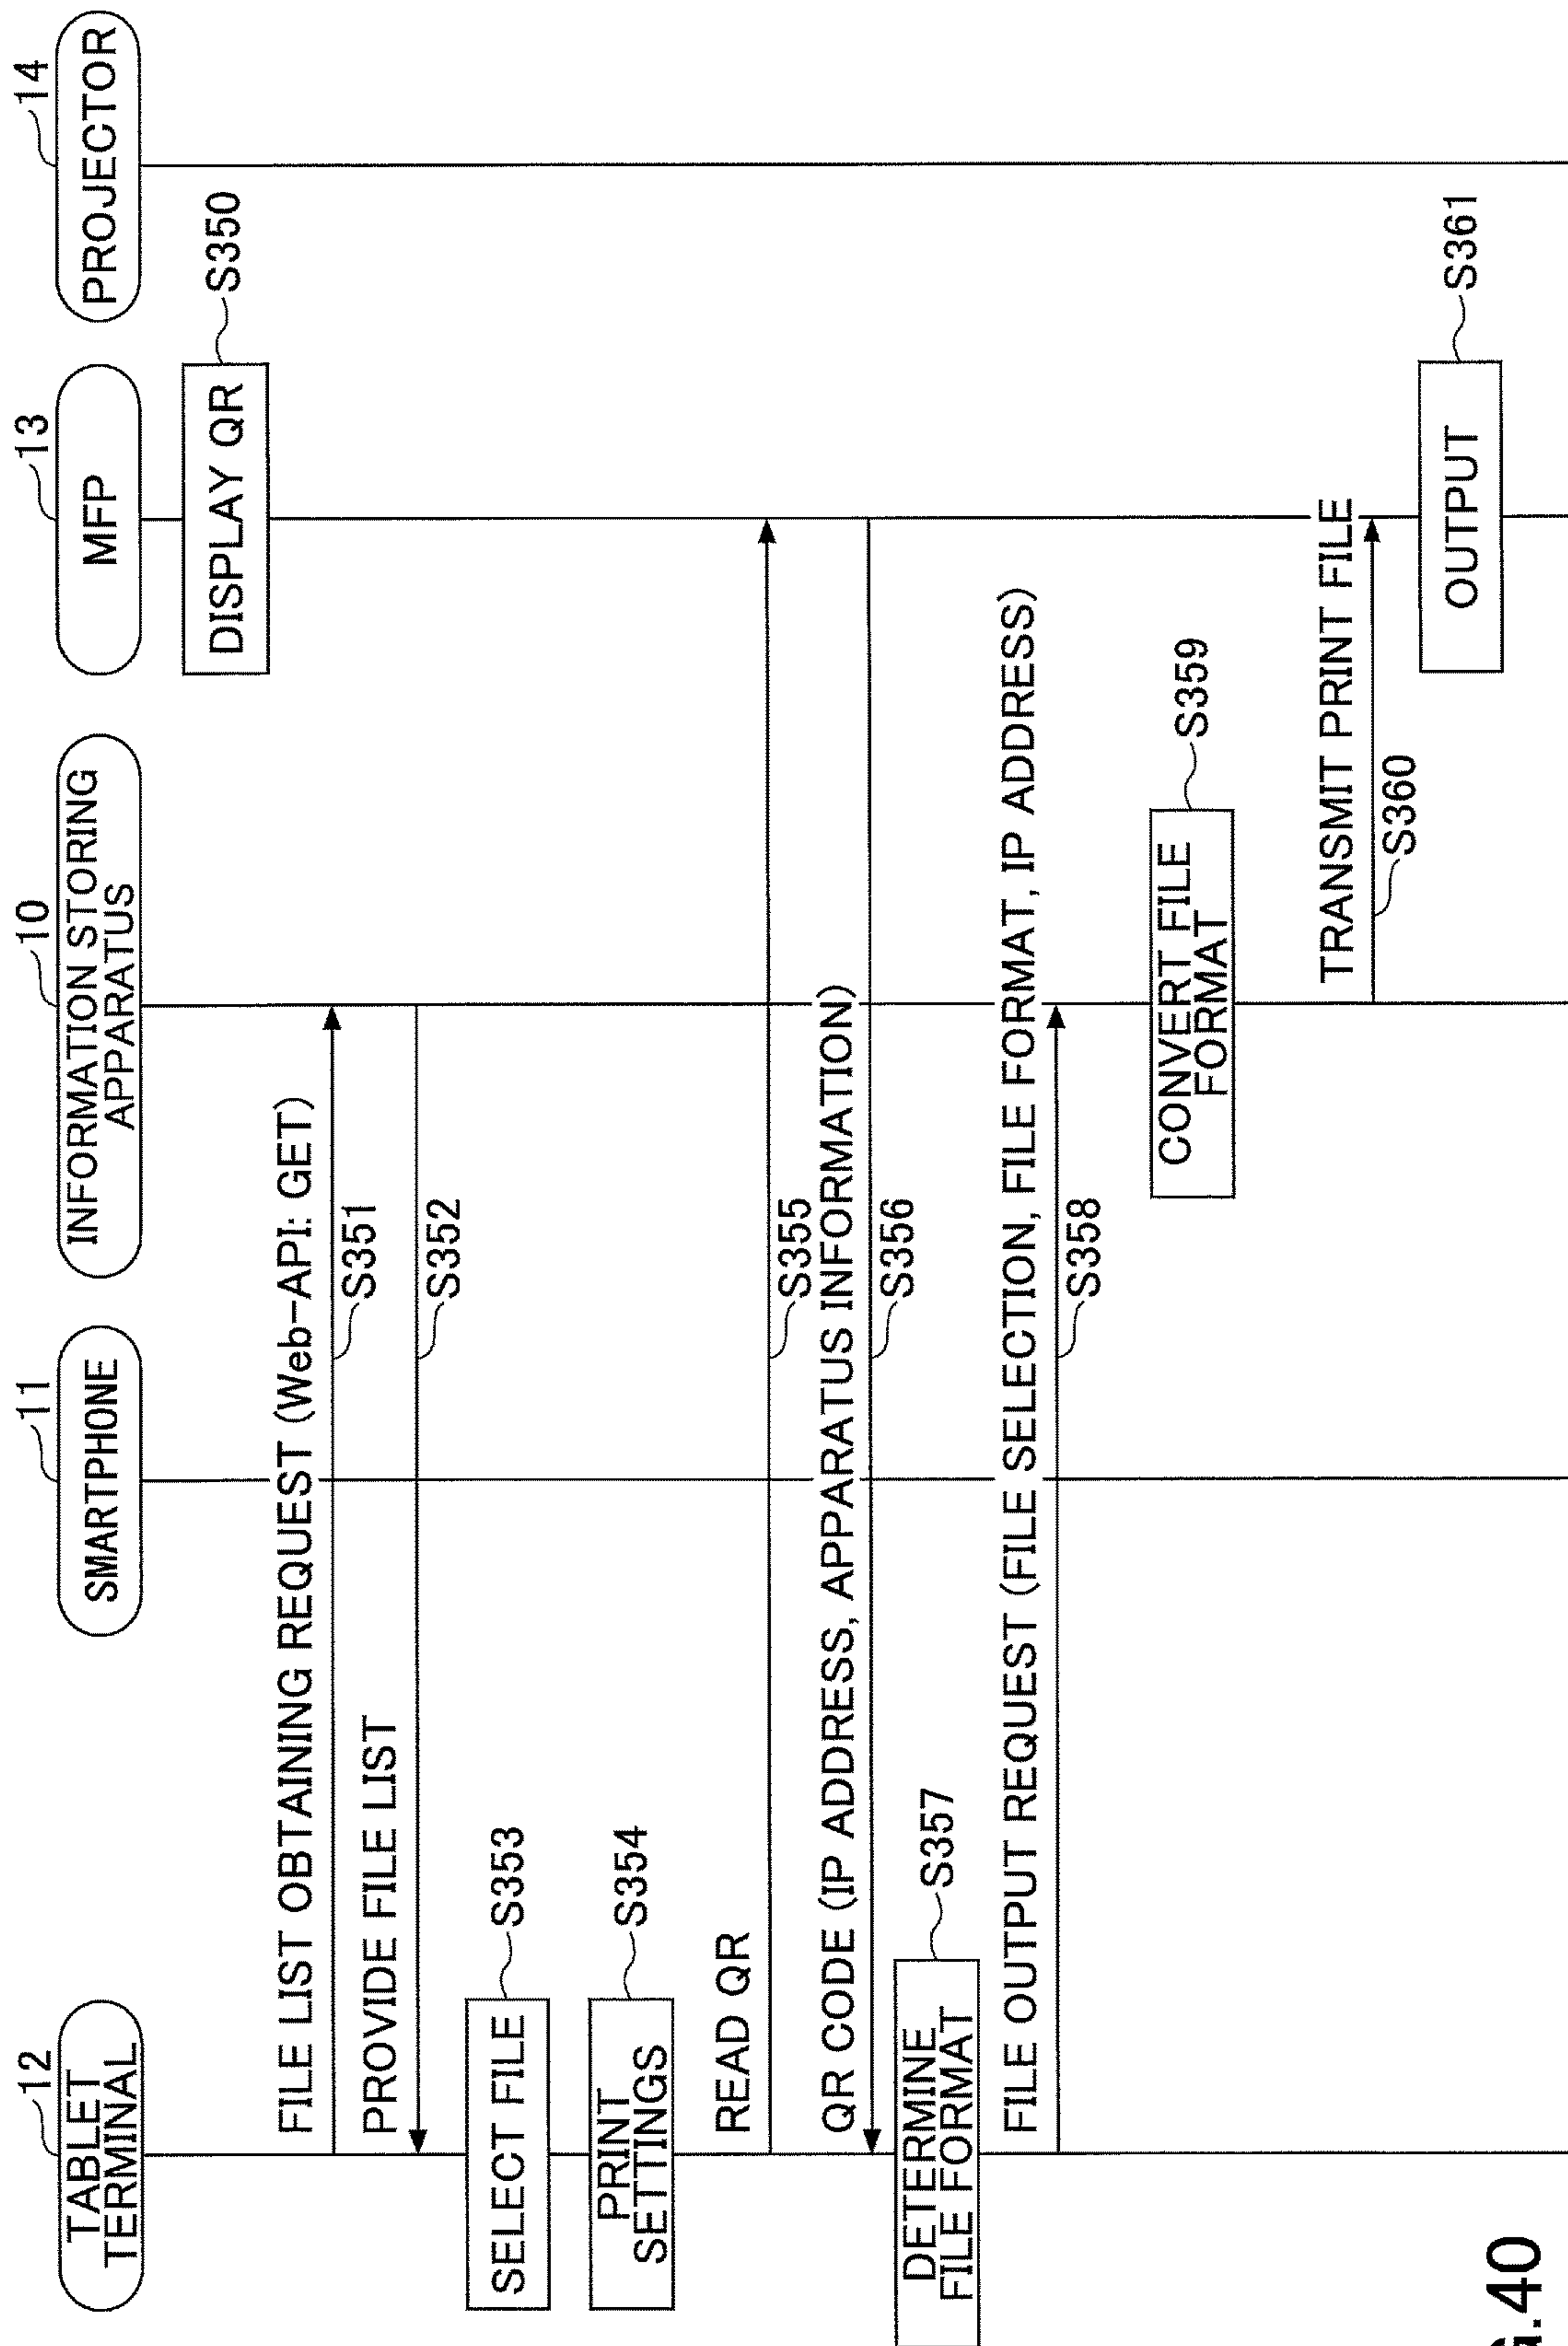 12
TABLET
TERMINAL
11
SMARTPHONE
10
INFORMATION STORING
APPARATUS
13
MFP
14
PROJECTOR
DISPLAY QR
S350
FILE LIST OBTAINING REQUEST (Web-API: GET)
S351
PROVIDE FILE LIST
S352
SELECT FILE
S353
PRINT
SETTINGS
S354
READ QR
S355
QR CODE (IP ADDRESS, APPARATUS INFORMATION)
S356
DETERMINE
FILE FORMAT
S357
FILE OUTPUT REQUEST (FILE SELECTION, FILE FORMAT, IP ADDRESS)
S358
CONVERT FILE
FORMAT
S359
TRANSMIT PRINT FILE
S360
OUTPUT
S361
G.40